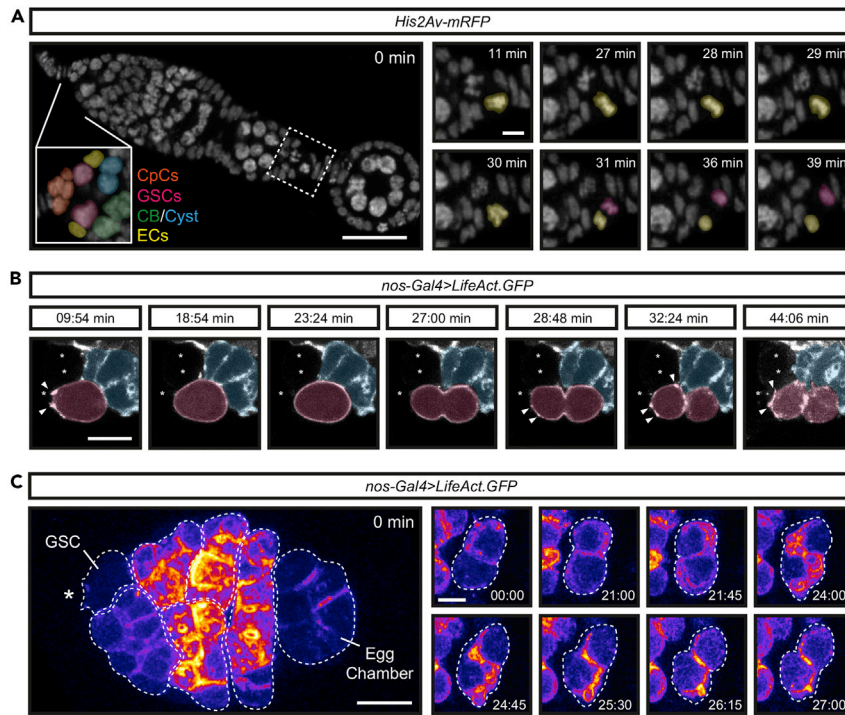 A
His2Av-mRFP
0 min
CpCs
GSCs
CB/Cyst
ECs
11 min
27 min
28 min
29 min
30 min
31 min
36 min
39 min
B
nos-Gal4>LifeAct.GFP
09:54 min
18:54 min
23:24 min
27:00 min
28:48 min
32:24 min
44:06 min
* * * * * * * * * * * * * * * * * * * * *
C
nos-Gal4>LifeAct.GFP
0 min
GSC
*
Egg
Chamber
00:00
21:00
21:45
24:00
24:45
25:30
26:15
27:00